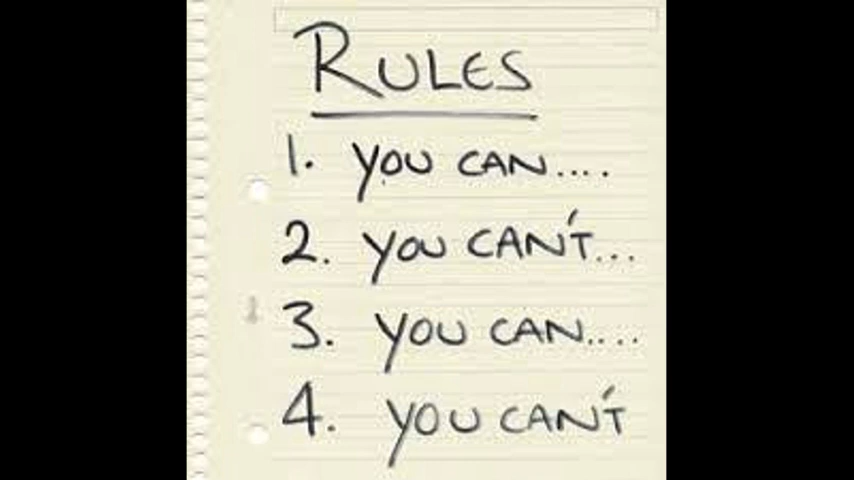 RULES
1. YOU CAN....
2. YOU CAN'T...
3. YOU CAN....
4. YOU CAN'T